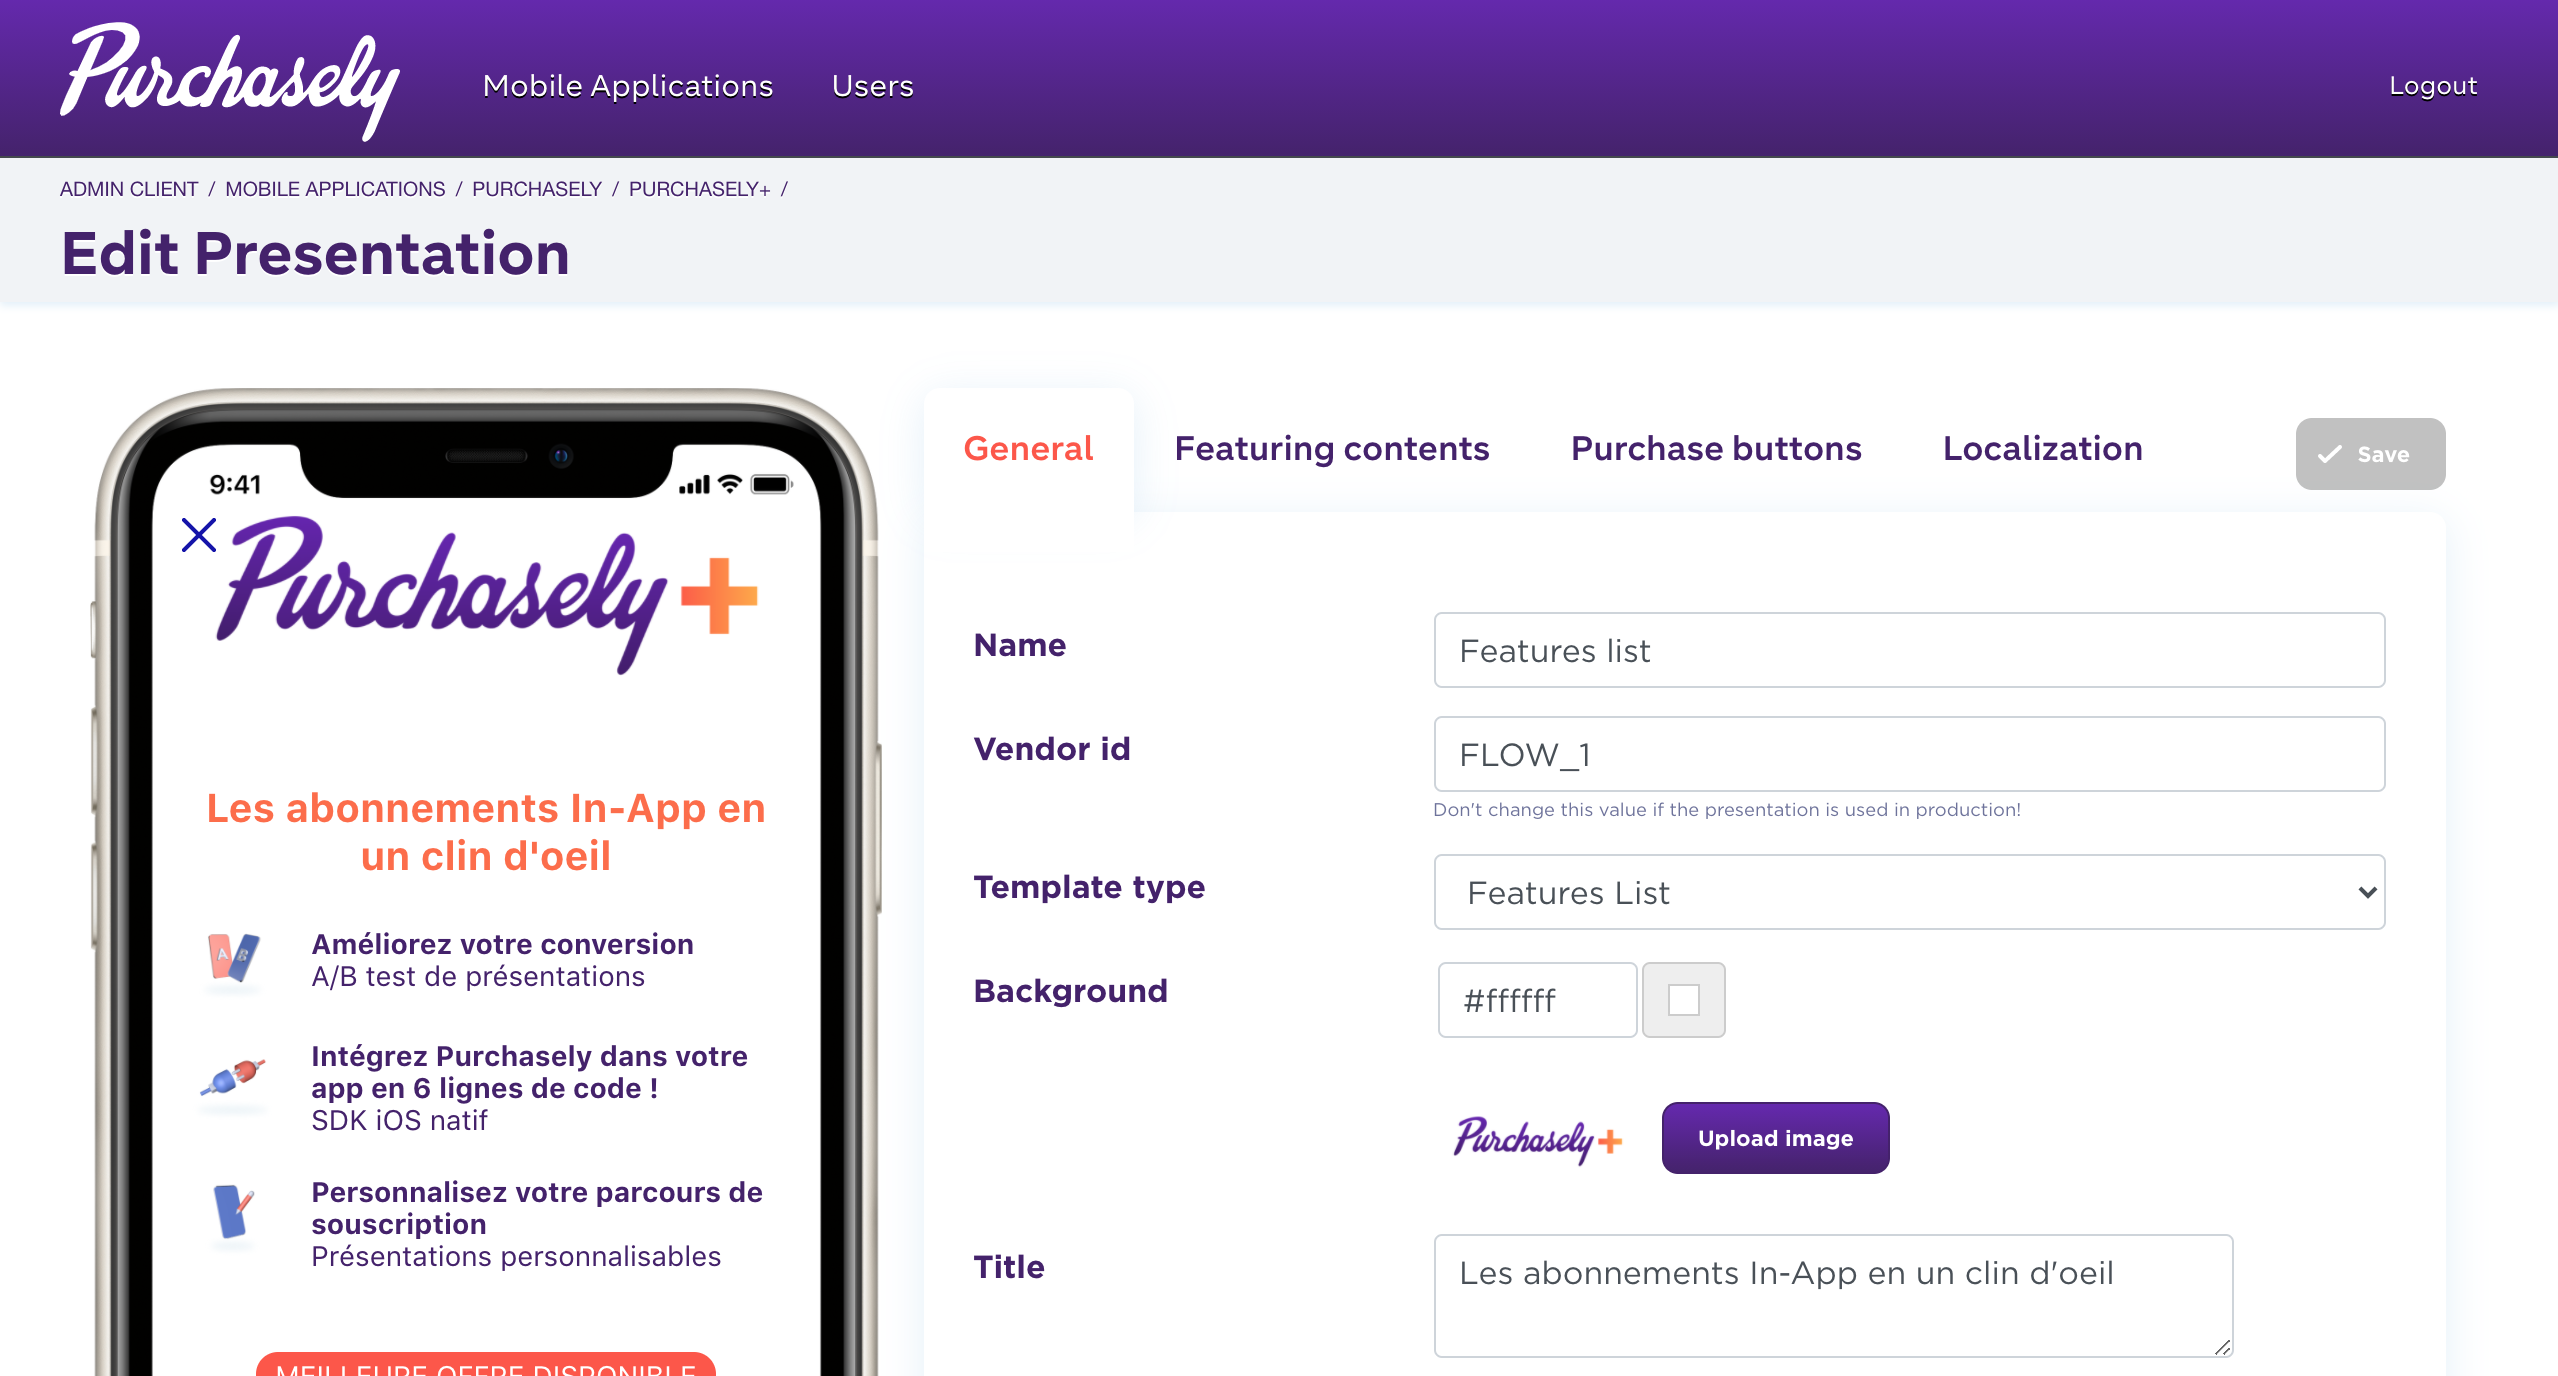 Purchasely
Mobile Applications
Users
Logout
ADMIN CLIENT / MOBILE APPLICATIONS / PURCHASELY / PURCHASELY+ /
Edit Presentation
9:41
Purchasely+
Les abonnements In-App en
un clin d'oeil
A B
Améliorez votre conversion
A/B test de présentations
Intégrez Purchasely dans votre
app en 6 lignes de code !
SDK iOS natif
Personnalisez votre parcours de
souscription
Présentations personnalisables
MEILLEURE OFFRE DISPONIBLE
General
Featuring contents
Purchase buttons
Localization
Save
Name
Features list
Vendor id
FLOW_1
Don't change this value if the presentation is used in production!
Template type
Features List
Background
#ffffff
Purchasely+
Upload image
Title
Les abonnements In-App en un clin d'oeil